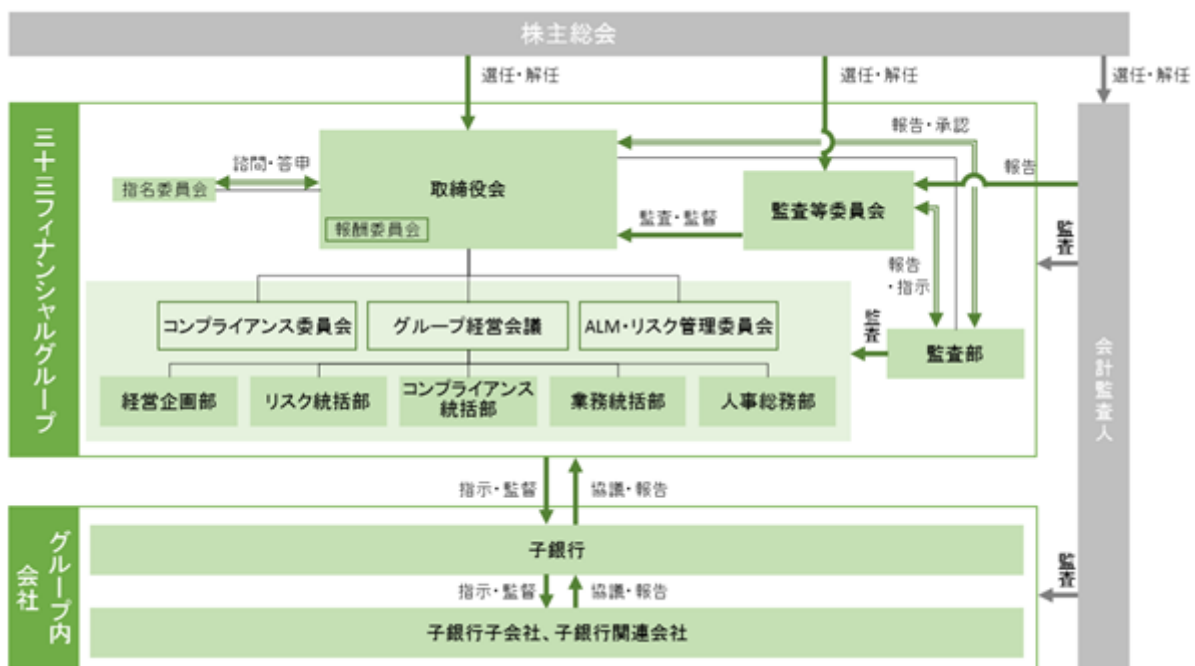 株主総会
選任・解任
選任・解任
選任・解任
三十三フィナンシャルグループ
報告・承認
諮問・答申
指名委員会
取締役会
報酬委員会
監査・監督
監査等委員会
報告
監査
報告
・指示
コンプライアンス委員会
グループ経営会議
ALM・リスク管理委員会
監査
監査部
会計監査人
経営企画部
リスク統括部
コンプライアンス
統括部
業務統括部
人事総務部
指示・監督
協議・報告
グループ内
会社
子銀行
監査
指示・監督
協議・報告
子銀行子会社、子銀行関連会社